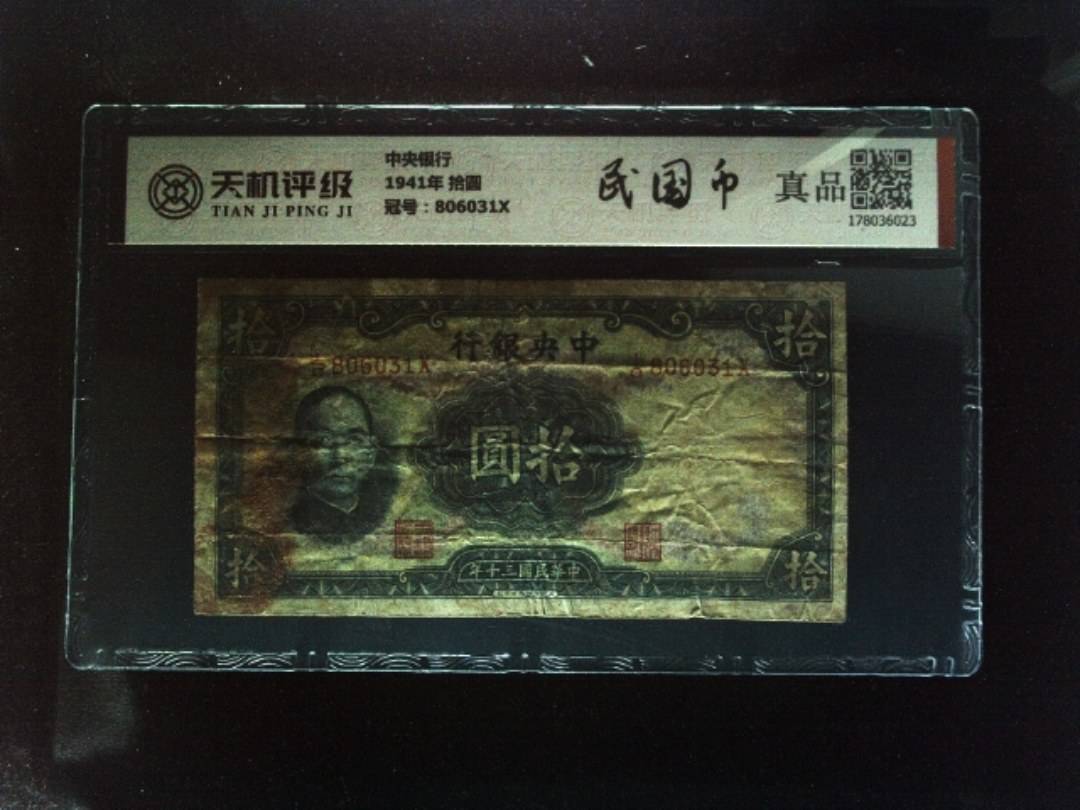 天机评级
TIAN JI PING JI
中央银行
1941年 拾圆
冠号：806031X
民国币
真品
178036023
拾
行銀央中
拾
806031X
806031X
圓拾
拾
年十三國民華中
拾